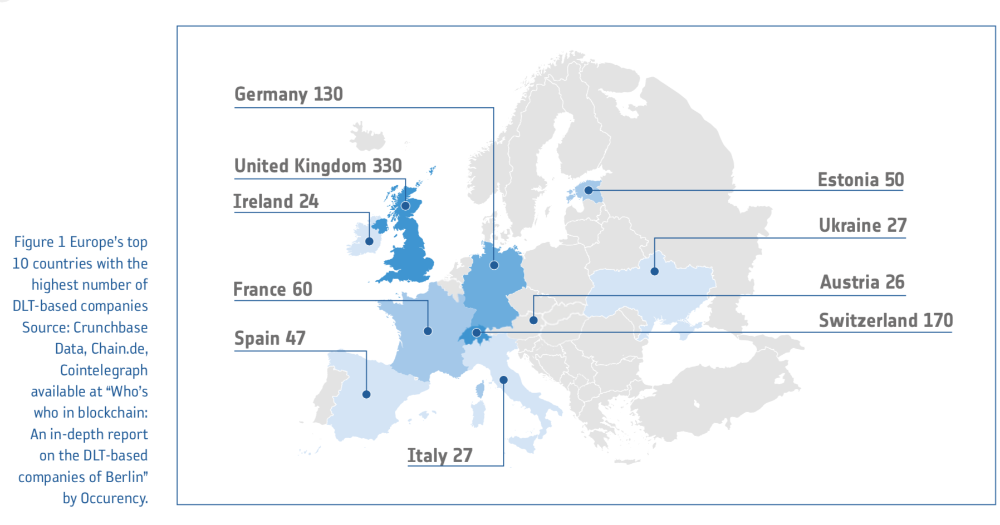 Germany 130
United Kingdom 330
Ireland 24
France 60
Spain 47
Italy 27
Estonia 50
Ukraine 27
Austria 26
Switzerland 170
Figure 1 Europe’s top
10 countries with the
highest number of
DLT-based companies
Source: Crunchbase
Data, Chain.de,
Cointelegraph
available at “Who’s
who in blockchain:
An in-depth report
on the DLT-based
companies of Berlin”
by Occurency.